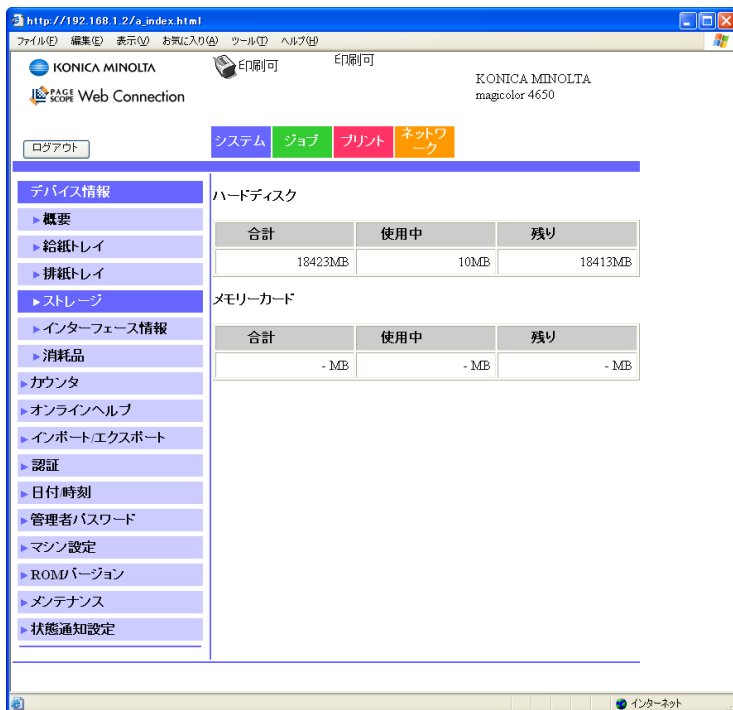 http://192.168.1.2/a_index.html
ファイル(F) 編集(E) 表示(V) お気に入り(A) ツール(T) ヘルプ(H)
KONICA MINOLTA
印刷可
印刷可
KONICA MINOLTA
magicolor 4650
PAGE SCOPE Web Connection
ログアウト
システム
ジョブ
プリント
ネットワ
ーク
デバイス情報
概要
給紙トレイ
排紙トレイ
ストレージ
インターフェース情報
消耗品
カウンタ
オンラインヘルプ
インポート/エクスポート
認証
日付/時刻
管理者パスワード
マシン設定
ROMバージョン
メンテナンス
状態通知設定
ハードディスク
合計 使用中 残り
18423MB 10MB 18413MB
メモリーカード
合計 使用中 残り
- MB - MB - MB
インターネット